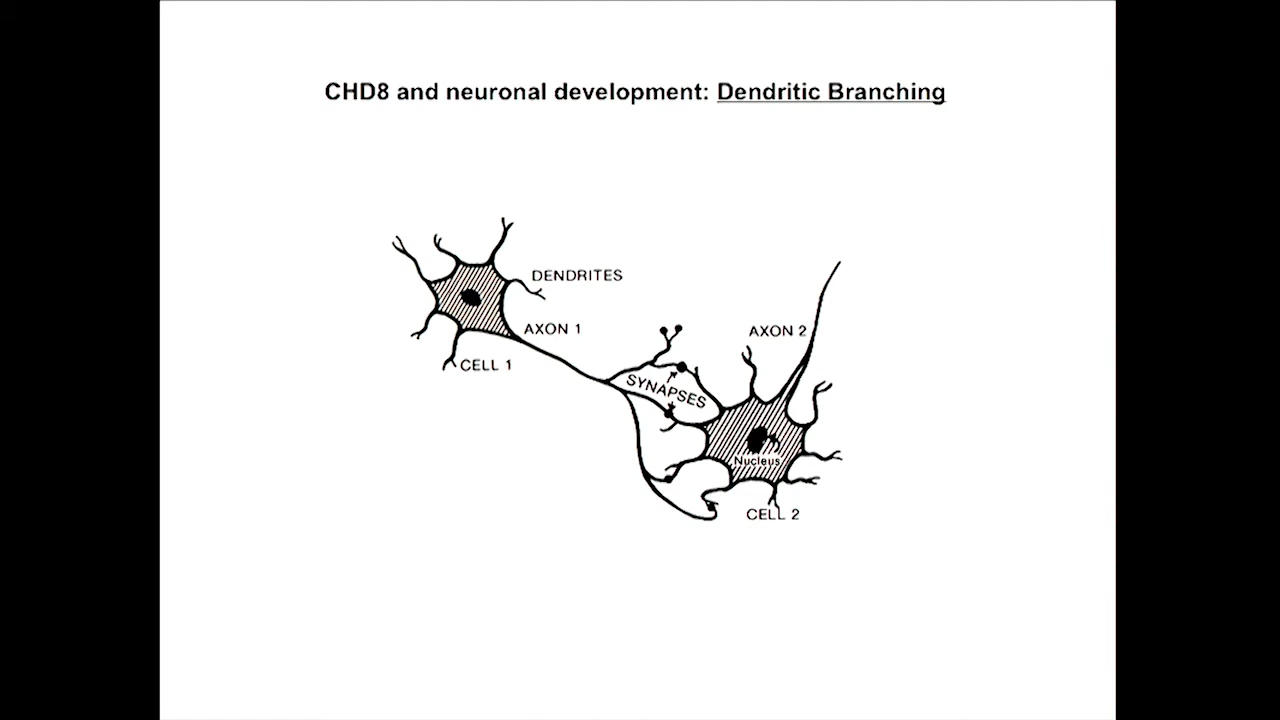 CHD8 and neuronal development: Dendritic Branching
DENDRITES
AXON 1
CELL 1
SYNAPSES
AXON 2
Nucleus
CELL 2